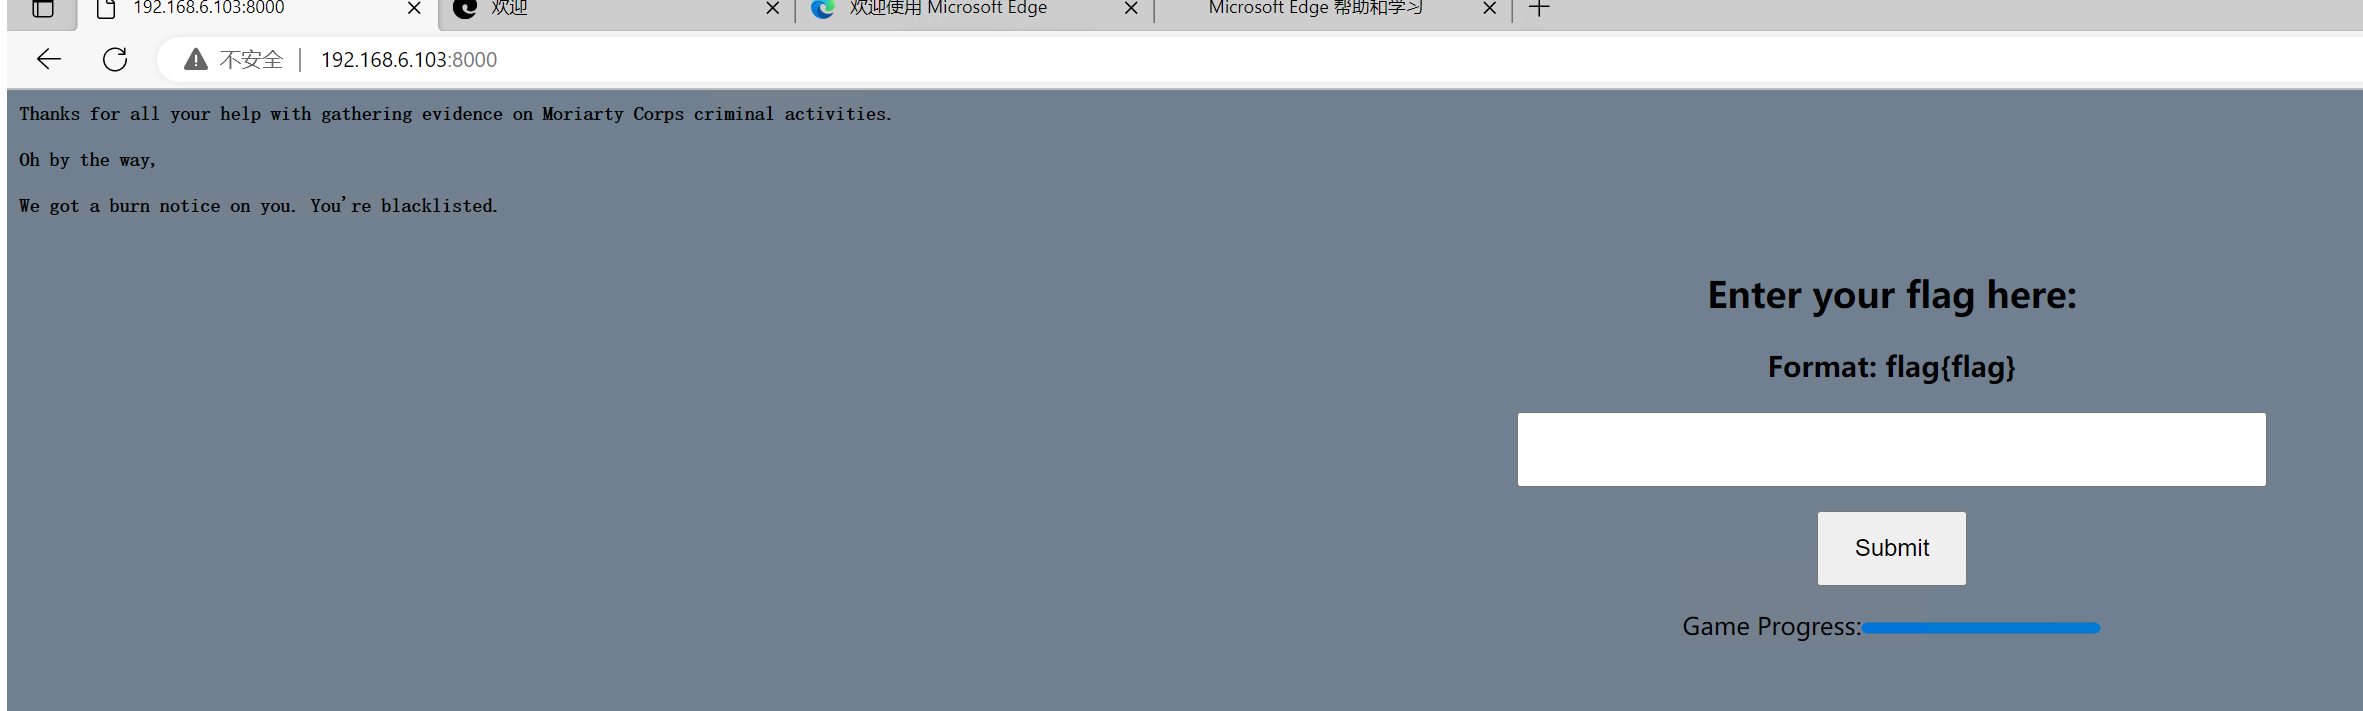 192.168.6.103:8000
欢迎
欢迎使用 Microsoft Edge
Microsoft Edge 帮助和学习
不安全
192.168.6.103:8000
Thanks for all your help with gathering evidence on Moriarty Corps criminal activities.
Oh by the way,
We got a burn notice on you. You're blacklisted.
Enter your flag here:
Format: flag{flag}
Submit
Game Progress: